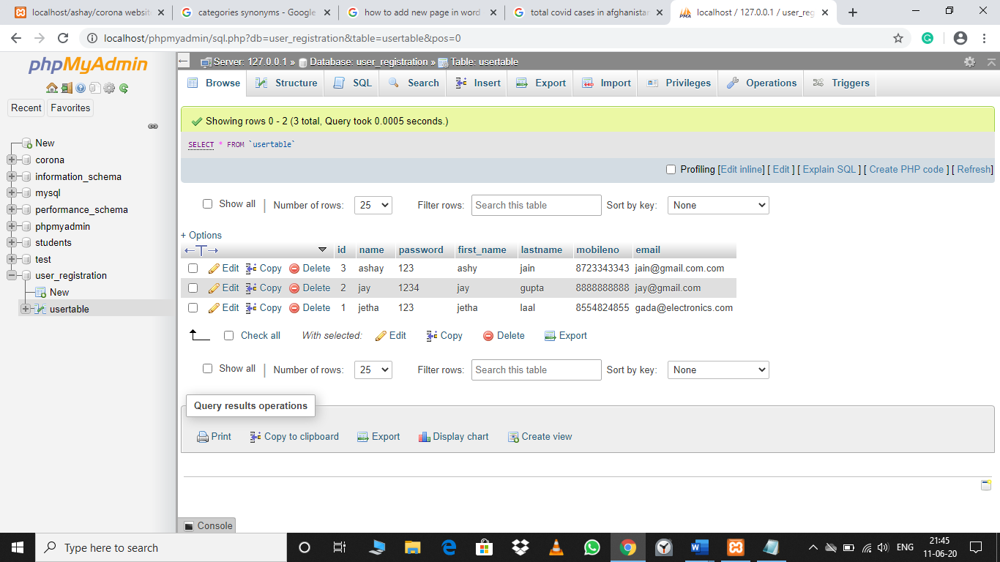 localhost/ashay/corona website
categories synonyms - Google
how to add new page in word
total covid cases in afghanistan
localhost / 127.0.0.1 / user_reg
localhost/phpmyadmin/sql.php?db=user_registration&table=usertable&pos=0
phpMyAdmin
Recent Favorites
New
corona
information_schema
mysql
performance_schema
phpmyadmin
students
test
user_registration
New
usertable
Server: 127.0.0.1 » Database: user_registration » Table: usertable
Browse Structure SQL Search Insert Export Import Privileges Operations Triggers
Showing rows 0 - 2 (3 total, Query took 0.0005 seconds.)
SELECT * FROM `usertable`
Profiling [Edit inline] [ Edit ] [ Explain SQL ] [ Create PHP code ] [ Refresh]
Show all | Number of rows: 25 Filter rows: Search this table Sort by key: None
+ Options
←T→ id name password first_name lastname mobileno email
Edit Copy Delete 3 ashay 123 ashy jain 8723343343 jain@gmail.com.com
Edit Copy Delete 2 jay 1234 jay gupta 8888888888 jay@gmail.com
Edit Copy Delete 1 jetha 123 jetha laal 8554824855 gada@electronics.com
Check all With selected: Edit Copy Delete Export
Show all | Number of rows: 25 Filter rows: Search this table Sort by key: None
Query results operations
Print Copy to clipboard Export Display chart Create view
Console
Type here to search
ENG
21:45
11-06-20